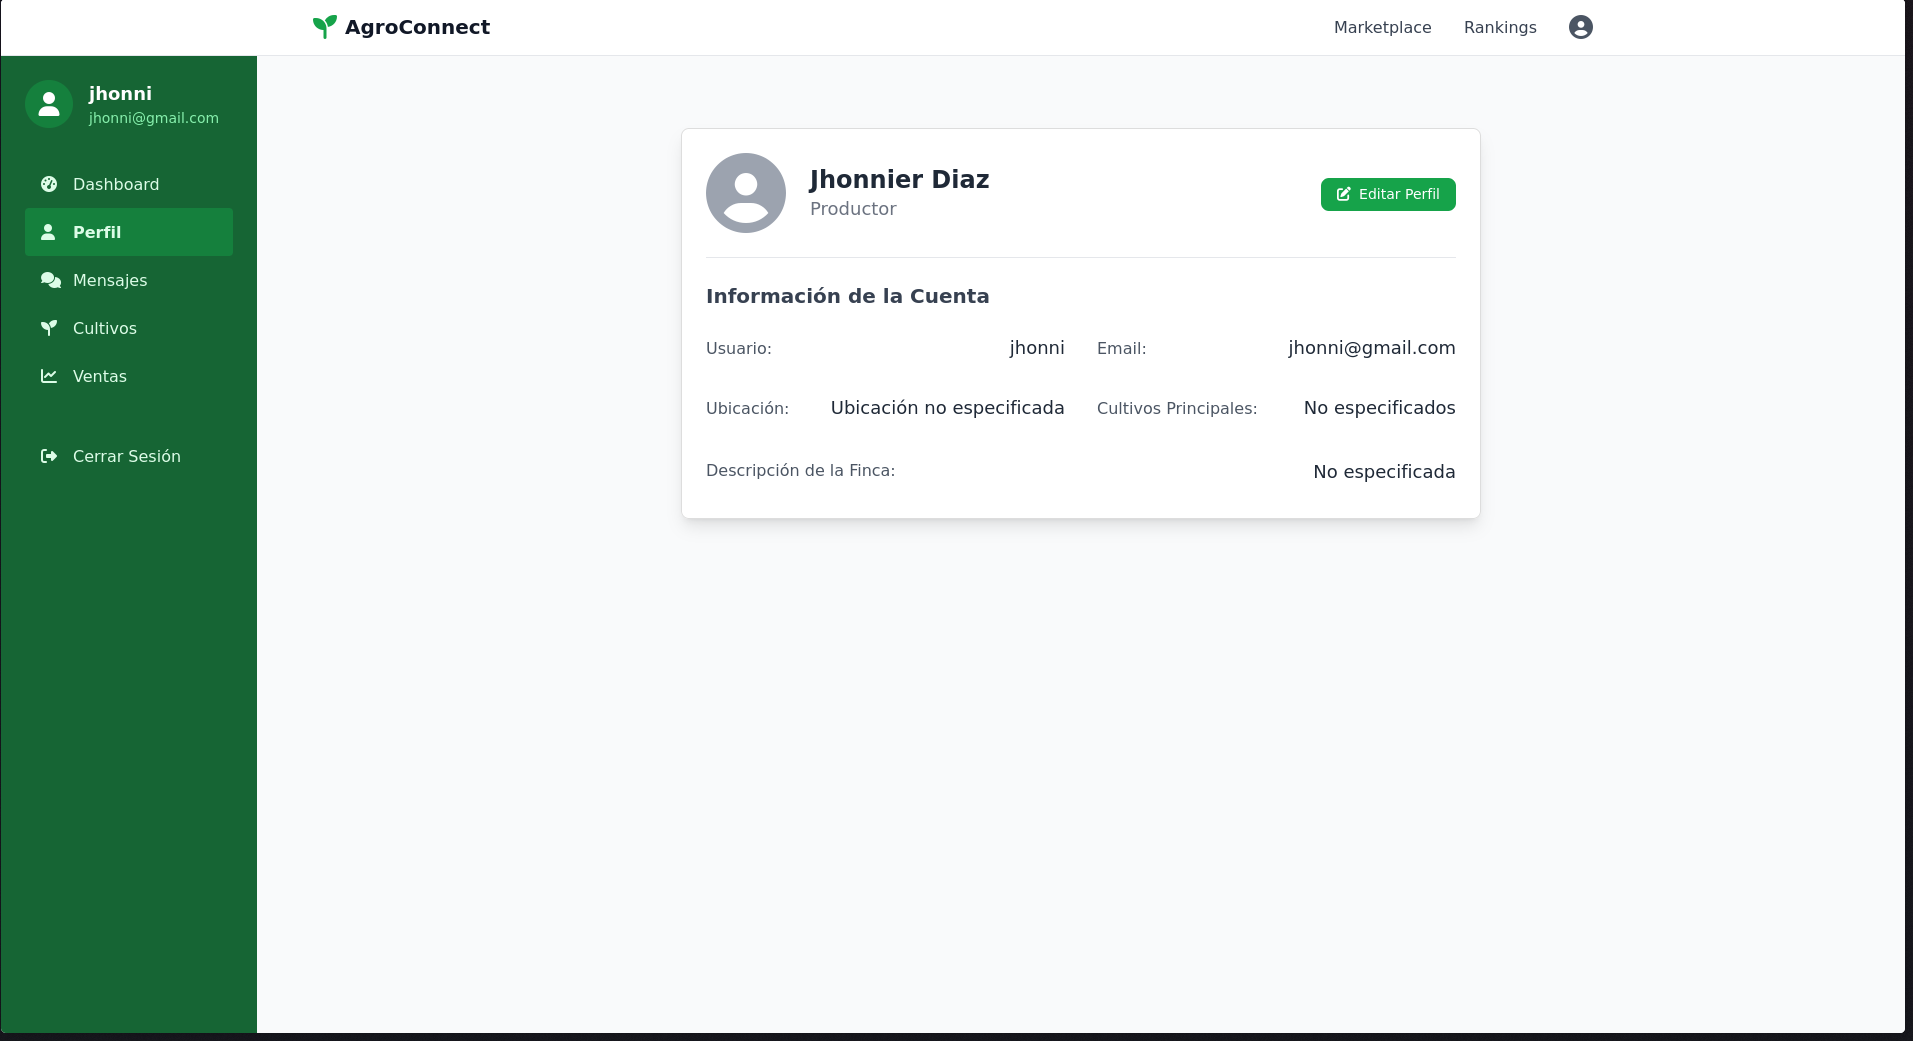 AgroConnect
Marketplace
Rankings
jhonni
jhonni@gmail.com
Dashboard
Perfil
Mensajes
Cultivos
Ventas
Cerrar Sesión
Jhonnier Diaz
Productor
Editar Perfil
Información de la Cuenta
Usuario: jhonni
Email: jhonni@gmail.com
Ubicación: Ubicación no especificada
Cultivos Principales: No especificados
Descripción de la Finca: No especificada